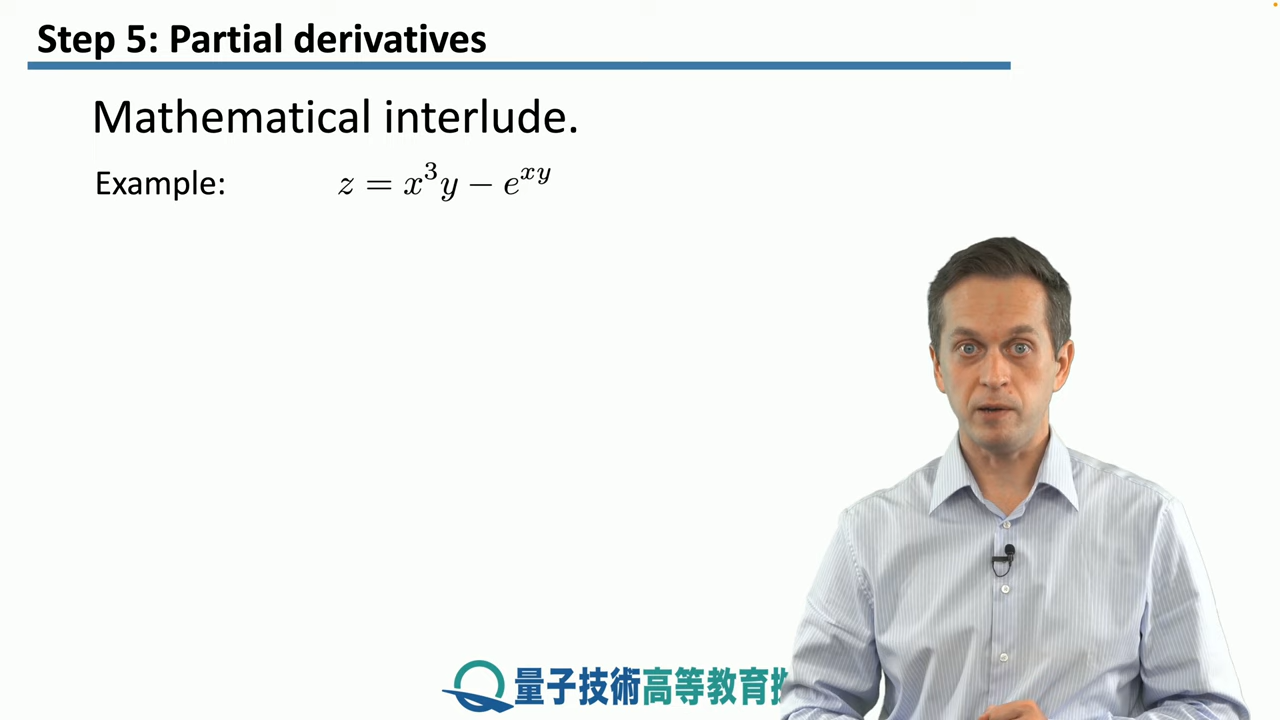 Step 5: Partial derivatives
Mathematical interlude.
Example: z = x³y − e^{xy}
量子技術高等教育